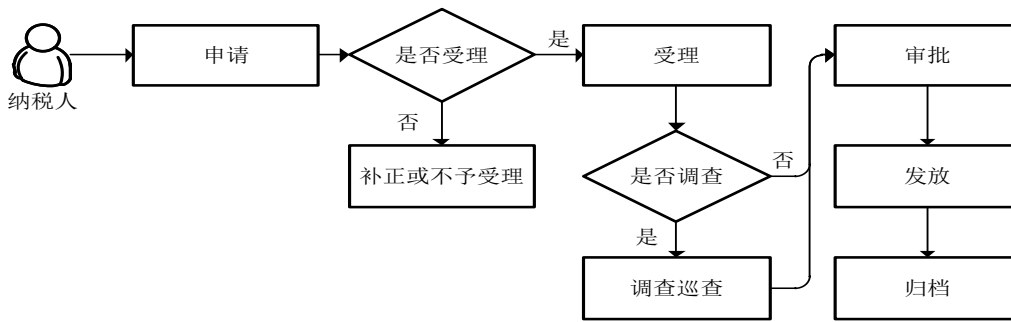 纳税人
申请
是否受理
是
受理
审批
否
补正或不予受理
是否调查
否
发放
是
调查巡查
归档